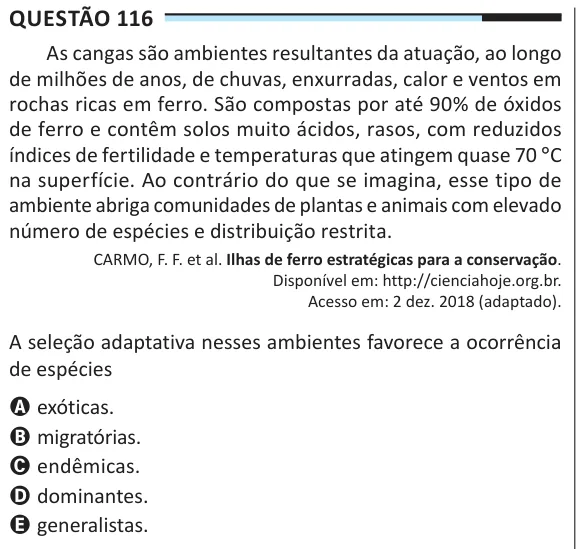 QUESTÃO 116
As cangas são ambientes resultantes da atuação, ao longo
de milhões de anos, de chuvas, enxurradas, calor e ventos em
rochas ricas em ferro. São compostas por até 90% de óxidos
de ferro e contêm solos muito ácidos, rasos, com reduzidos
índices de fertilidade e temperaturas que atingem quase 70 °C
na superfície. Ao contrário do que se imagina, esse tipo de
ambiente abriga comunidades de plantas e animais com elevado
número de espécies e distribuição restrita.
CARMO, F. F. et al. Ilhas de ferro estratégicas para a conservação.
Disponível em: http://cienciahoje.org.br.
Acesso em: 2 dez. 2018 (adaptado).
A seleção adaptativa nesses ambientes favorece a ocorrência
de espécies
A exóticas.
B migratórias.
C endêmicas.
D dominantes.
E generalistas.